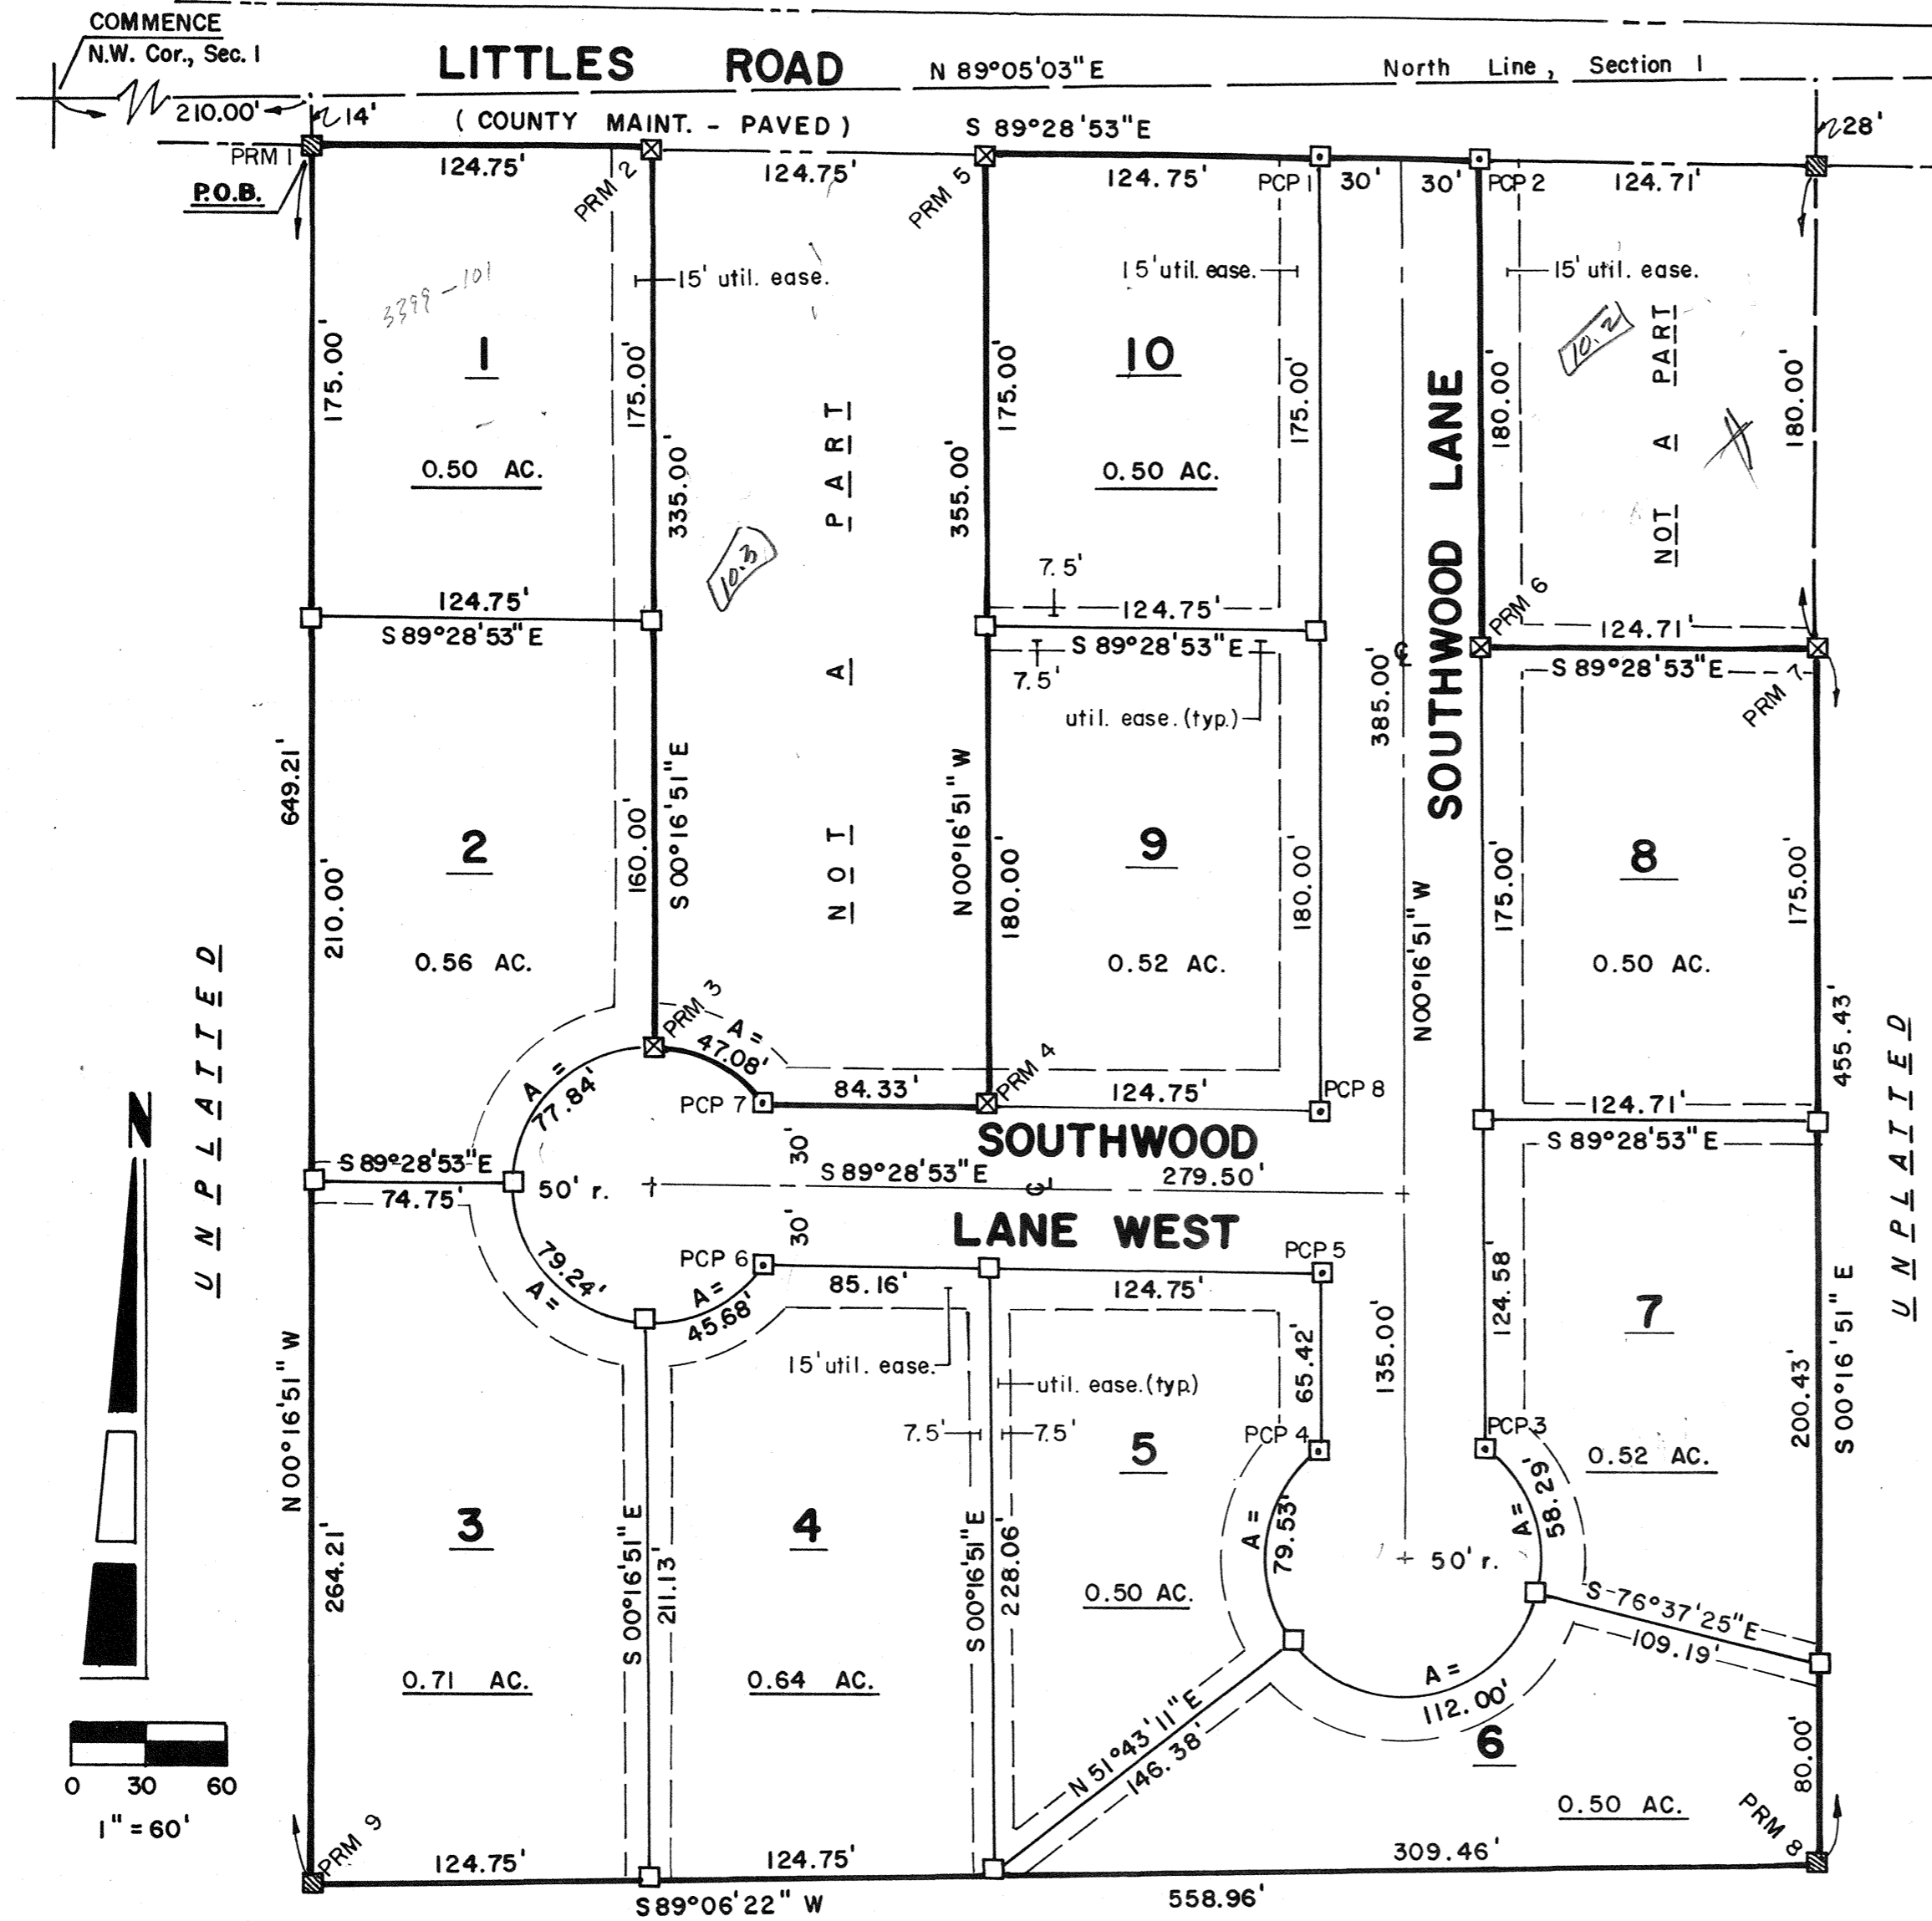 COMMENCE
N.W. Cor., Sec. 1
LITTLES ROAD
N 89°05'03" E
North Line, Section 1
210.00'
14'
( COUNTY MAINT. - PAVED )
S 89°28'53" E
28'
PRM 1
P.O.B.
124.75'
PRM 2
124.75'
PRM 5
124.75'
PCP 1
30'
30'
PCP 2
124.71'
15' util. ease.
15' util. ease.
15' util. ease.
3399-101
1
0.50 AC.
175.00'
175.00'
335.00'
10.3
NOT A PART
355.00'
175.00'
10
0.50 AC.
175.00'
SOUTHWOOD LANE
180.00'
10.2
NOT A PART
180.00'
7.5'
124.75'
S 89°28'53" E
124.75'
S 89°28'53" E
7.5'
util. ease. (typ.)
385.00'
℄
PRM 6
124.71'
S 89°28'53" E
PRM 7
649.21'
210.00'
2
0.56 AC.
160.00'
S 00°16'51" E
N 00°16'51" W
180.00'
9
0.52 AC.
180.00'
N 00°16'51" W
175.00'
8
0.50 AC.
175.00'
455.43'
UNPLATTED
UNPLATTED
N
PRM 3
A =
47.08'
A =
77.84'
PCP 7
84.33'
PRM 4
124.75'
PCP 8
124.71'
S 89°28'53" E
SOUTHWOOD
30'
S 89°28'53" E
279.50'
S 89°28'53" E
74.75'
50' r.
30'
LANE WEST
79.24'
A =
PCP 6
A =
45.68'
85.16'
124.75'
PCP 5
15' util. ease.
util. ease. (typ.)
7.5'
7.5'
65.42'
135.00'
124.58'
7
0.52 AC.
200.43'
S 00°16'51" E
N 00°16'51" W
264.21'
3
0.71 AC.
S 00°16'51" E
211.13'
4
0.64 AC.
S 00°16'51" E
228.06'
5
0.50 AC.
PCP 4
PCP 3
A =
79.53'
50' r.
A =
58.29'
S 76°37'25" E
109.19'
A =
112.00'
N 51°43'11" E
146.38'
6
0.50 AC.
80.00'
PRM 8
0 30 60
1" = 60'
PRM 9
124.75'
124.75'
309.46'
S 89°06'22" W
558.96'